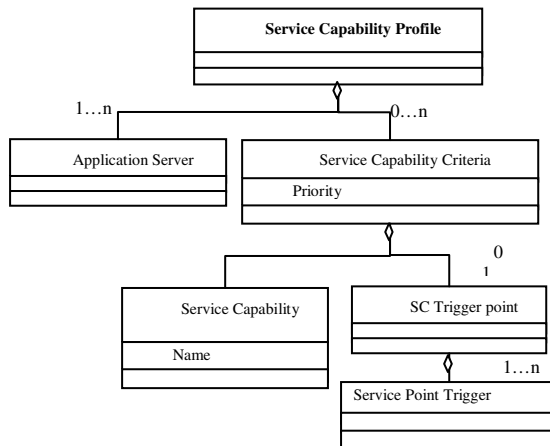 Service Capability Profile
1…n
0…n
Application Server
Service Capability Criteria
Priority
0
1
Service Capability
SC Trigger point
Name
1…n
Service Point Trigger